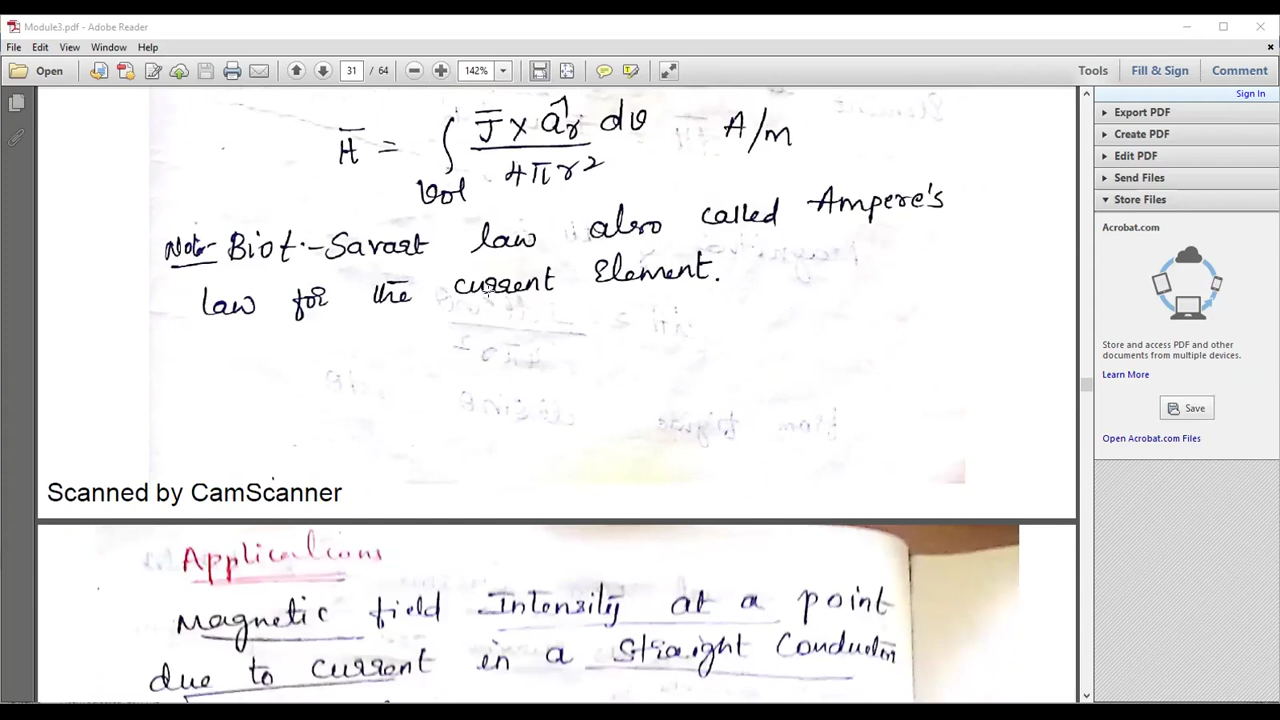 Module3.pdf - Adobe Reader
File Edit View Window Help
Open 31 / 64 142% Tools Fill & Sign Comment
Sign In
Export PDF
Create PDF
Edit PDF
Send Files
Store Files
Acrobat.com
Store and access PDF and other
documents from multiple devices.
Learn More
Save
Open Acrobat.com Files
H̅ = ∫ J̅ × â_r dv / 4πr² A/m
Vol
Note- Biot-Savart law also called Ampere's
law for the current Element.
Scanned by CamScanner
Applications
Magnetic field Intensity at a point
due to current in a straight Conductor